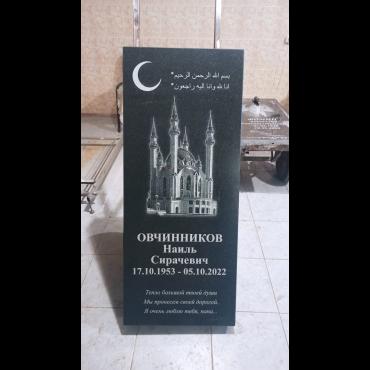 بسم الله الرحمن الرحيم*
انا لله وانا اليه راجعون*
ОВЧИННИКОВ
Наиль
Сирачевич
17.10.1953 - 05.10.2022
Тепло большой твоей души
Мы пронесем своей дорогой.
Я очень люблю тебя, папа...